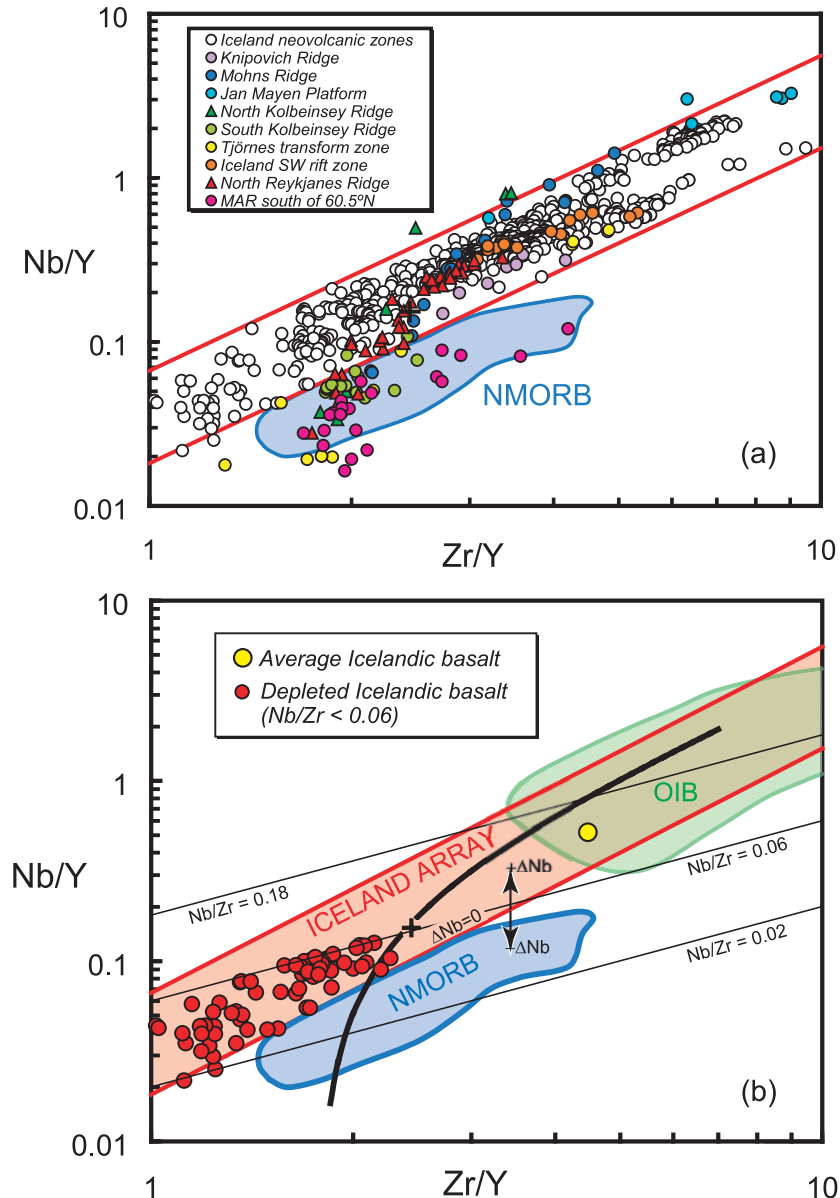 10
Iceland neovolcanic zones
Knipovich Ridge
Mohns Ridge
Jan Mayen Platform
North Kolbeinsey Ridge
South Kolbeinsey Ridge
Tjörnes transform zone
Iceland SW rift zone
North Reykjanes Ridge
MAR south of 60.5ºN
1
Nb/Y
0.1
NMORB
(a)
0.01
1
Zr/Y
10
10
Average Icelandic basalt
Depleted Icelandic basalt
(Nb/Zr < 0.06)
1
OIB
Nb/Y
ICELAND ARRAY
+ΔNb
Nb/Zr = 0.06
Nb/Zr = 0.18
ΔNb=0
+ΔNb
Nb/Zr = 0.02
0.1
NMORB
(b)
0.01
1
Zr/Y
10